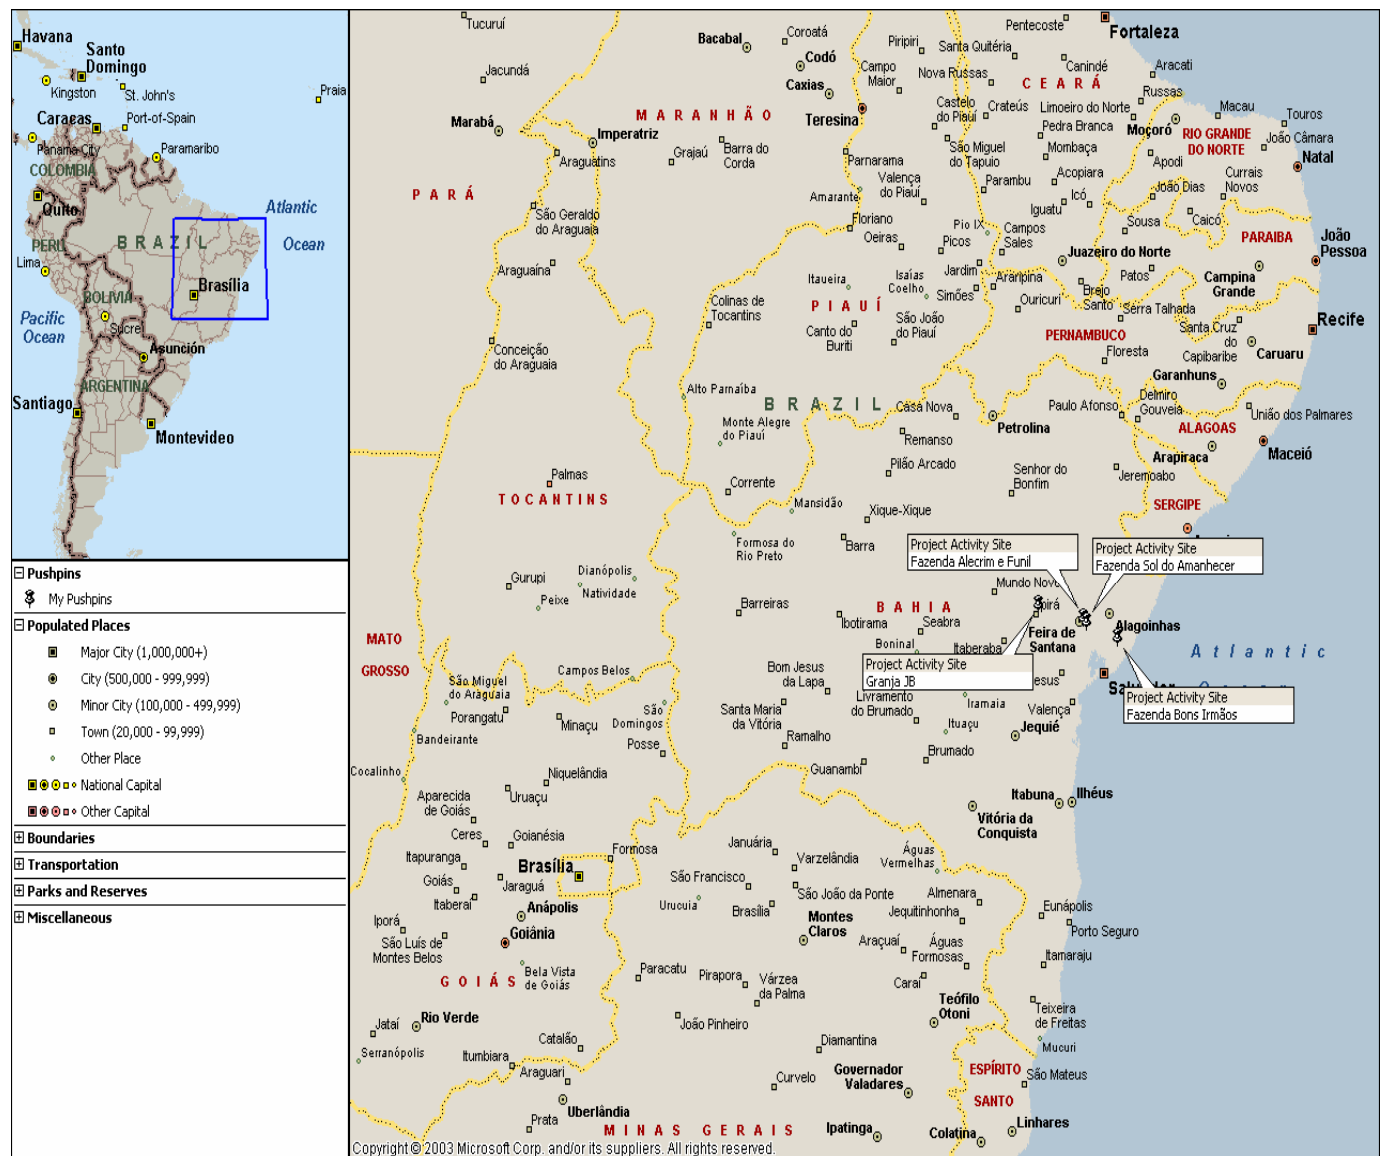 Havana
Santo
Domingo
Kingston
St. John's
Praia
Caracas
Port-of-Spain
Panama City
Paramaribo
COLOMBIA
Quito
Atlantic
Ocean
PERU
BRAZIL
Lima
Brasília
BOLIVIA
Pacific
Ocean
Sucre
Asunción
ARGENTINA
Santiago
Montevideo
Pushpins
My Pushpins
Populated Places
Major City (1,000,000+)
City (500,000 - 999,999)
Minor City (100,000 - 499,999)
Town (20,000 - 99,999)
Other Place
National Capital
Other Capital
Boundaries
Transportation
Parks and Reserves
Miscellaneous
Tucuruí
Bacabal
Coroatá
Piripiri
Pentecoste
Santa Quitéria
Fortaleza
Jacundá
Codó
Caxias
Campo
Maior
Nova Russas
Canindé
CEARÁ
Aracati
Russas
MARANHÃO
Teresina
Castelo
do Piauí
Crateús
Limoeiro do Norte
Macau
Touros
Marabá
Imperatriz
Pedra Branca
Moçoró
RIO GRANDE
DO NORTE
João Câmara
Araguatins
Grajaú
Barra do
Corda
Parnarama
São Miguel
do Tapuio
Mombaça
Apodi
Natal
PARÁ
Amarante
Valença
do Piauí
Parambu
Acopiara
Icó
João Dias
Currais
Novos
São Geraldo
do Araguaia
Floriano
Oeiras
Iguatu
Pio IX
Campos
Sales
Sousa
Caicó
Picos
Juazeiro do Norte
PARAIBA
João
Pessoa
Araguaína
Itaueira
Isaías
Coelho
Jardim
Simões
Araripina
Patos
Campina
Grande
Brejo
Santo
Colinas de
Tocantins
PIAUÍ
Ouricuri
Serra Talhada
Canto do
Buriti
São João
do Piauí
PERNAMBUCO
Santa Cruz
do
Capibaribe
Recife
Caruaru
Conceição
do Araguaia
Floresta
Garanhuns
Alto Parnaíba
BRAZIL
Casa Nova
Petrolina
Paulo Afonso
Delmiro
Gouveia
União dos Palmares
Monte Alegre
do Piauí
Remanso
ALAGOAS
Arapiraca
Maceió
Palmas
Pilão Arcado
Senhor do
Bonfim
Jeremoabo
Corrente
TOCANTINS
Mansidão
Xique-Xique
SERGIPE
Formosa do
Rio Preto
Barra
Project Activity Site
Fazenda Alecrim e Funil
Project Activity Site
Fazenda Sol do Amanhecer
Gurupi
Dianópolis
Natividade
Peixe
Mundo Novo
Barreiras
BAHIA
Ibotirama
Seabra
Feira de
Santana
Alagoinhas
MATO
GROSSO
Boninal
Itaberaba
Atlantic
Project Activity Site
Granja JB
Campos Belos
Bom Jesus
da Lapa
São Miguel
do Araguaia
Livramento
do Brumado
Iramaia
Valença
Project Activity Site
Fazenda Bons Irmãos
Porangatu
Minaçu
São
Domingos
Santa Maria
da Vitória
Ituaçu
Jequié
Bandeirante
Posse
Ramalho
Brumado
Cocalinho
Niquelândia
Guanambi
Aparecida
de Goiás
Uruaçu
Itabuna
Ilhéus
Vitória da
Conquista
Ceres
Goianésia
Januária
Águas
Vermelhas
Itapuranga
Brasília
Formosa
Varzelândia
Goiás
Jaraguá
São Francisco
São João da Ponte
Almenara
Itaberaí
Urucuia
Brasília
Jequitinhonha
Eunápolis
Anápolis
Montes
Claros
Porto Seguro
Iporá
Goiânia
São Luís de
Montes Belos
Araçuaí
Águas
Formosas
Itamaraju
GOIÁS
Bela Vista
de Goiás
Paracatu
Pirapora
Várzea
da Palma
Caraí
Teófilo
Otoni
Teixeira
de Freitas
Jataí
Rio Verde
João Pinheiro
Serranópolis
Catalão
Diamantina
Mucuri
Itumbiara
Araguari
Curvelo
Governador
Valadares
ESPÍRITO
SANTO
São Mateus
Uberlândia
Prata
MINAS GERAIS
Ipatinga
Colatina
Linhares
Copyright © 2003 Microsoft Corp. and/or its suppliers. All rights reserved.